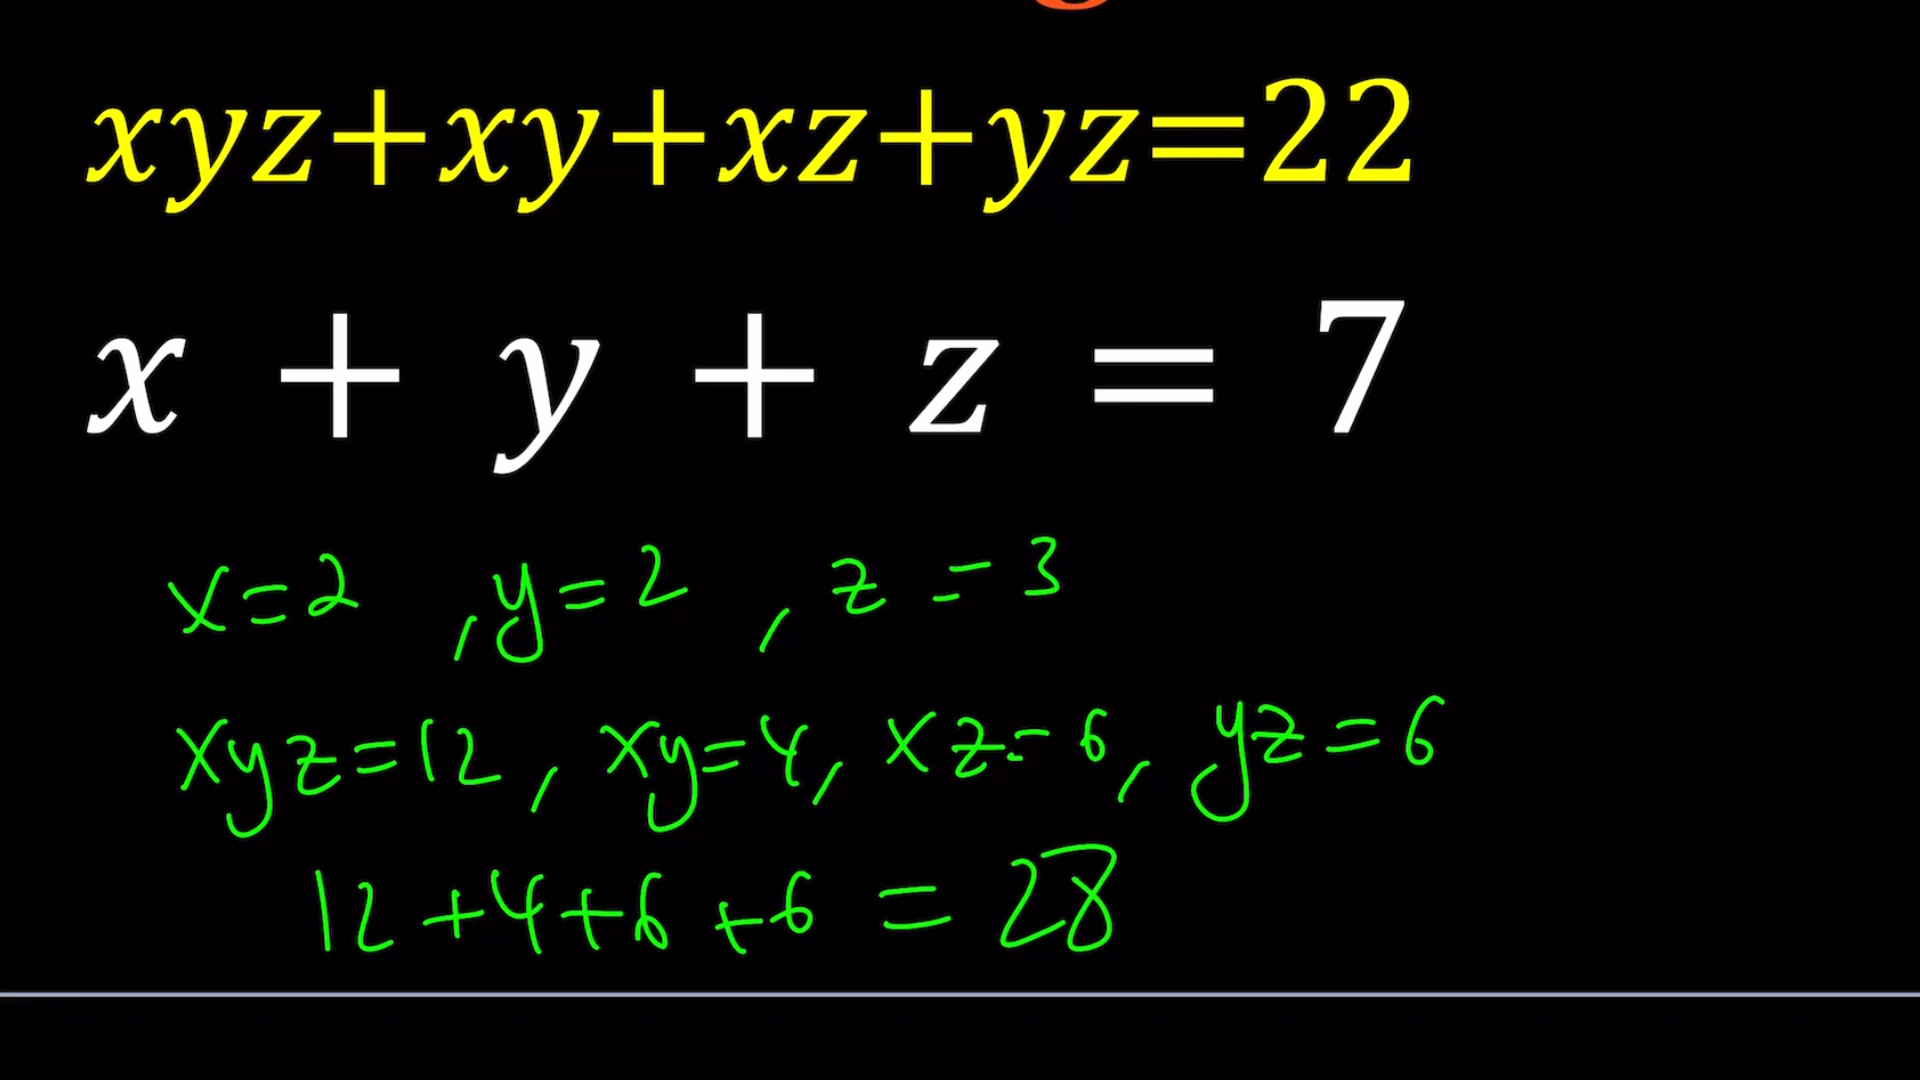 xyz+xy+xz+yz=22
x + y + z = 7
x=2 , y=2 , z=3
xyz=12, xy=4, xz=6, yz=6
12+4+6+6 = 28